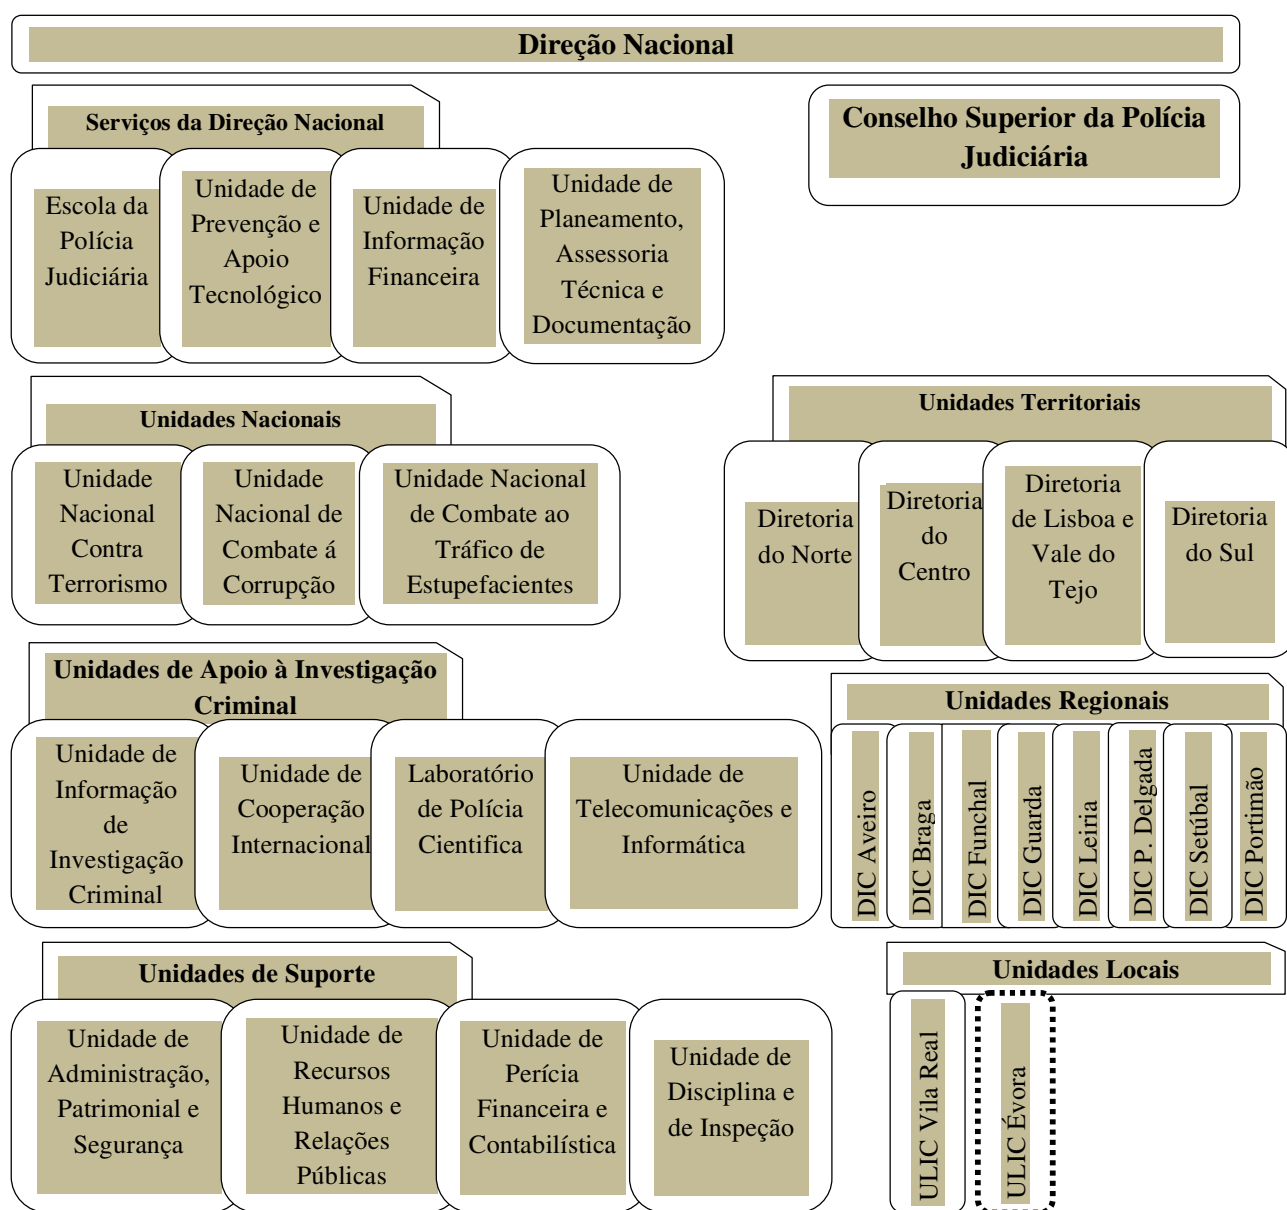 Direção Nacional
Serviços da Direção Nacional
Escola da
Polícia
Judiciária
Unidade de
Prevenção e
Apoio
Tecnológico
Unidade de
Informação
Financeira
Unidade de
Planeamento,
Assessoria
Técnica e
Documentação
Conselho Superior da Polícia
Judiciária
Unidades Nacionais
Unidade
Nacional
Contra
Terrorismo
Unidade
Nacional de
Combate á
Corrupção
Unidade Nacional
de Combate ao
Tráfico de
Estupefacientes
Unidades Territoriais
Diretoria
do Norte
Diretoria
do
Centro
Diretoria
de Lisboa e
Vale do
Tejo
Diretoria
do Sul
Unidades de Apoio à Investigação
Criminal
Unidade de
Informação
de
Investigação
Criminal
Unidade de
Cooperação
Internacional
Laboratório
de Polícia
Cientifica
Unidade de
Telecomunicações e
Informática
Unidades Regionais
DIC Aveiro
DIC Braga
DIC Funchal
DIC Guarda
DIC Leiria
DIC P. Delgada
DIC Setúbal
DIC Portimão
Unidades de Suporte
Unidade de
Administração,
Patrimonial e
Segurança
Unidade de
Recursos
Humanos e
Relações
Públicas
Unidade de
Perícia
Financeira e
Contabilística
Unidade de
Disciplina e
de Inspeção
Unidades Locais
ULIC Vila Real
ULIC Évora